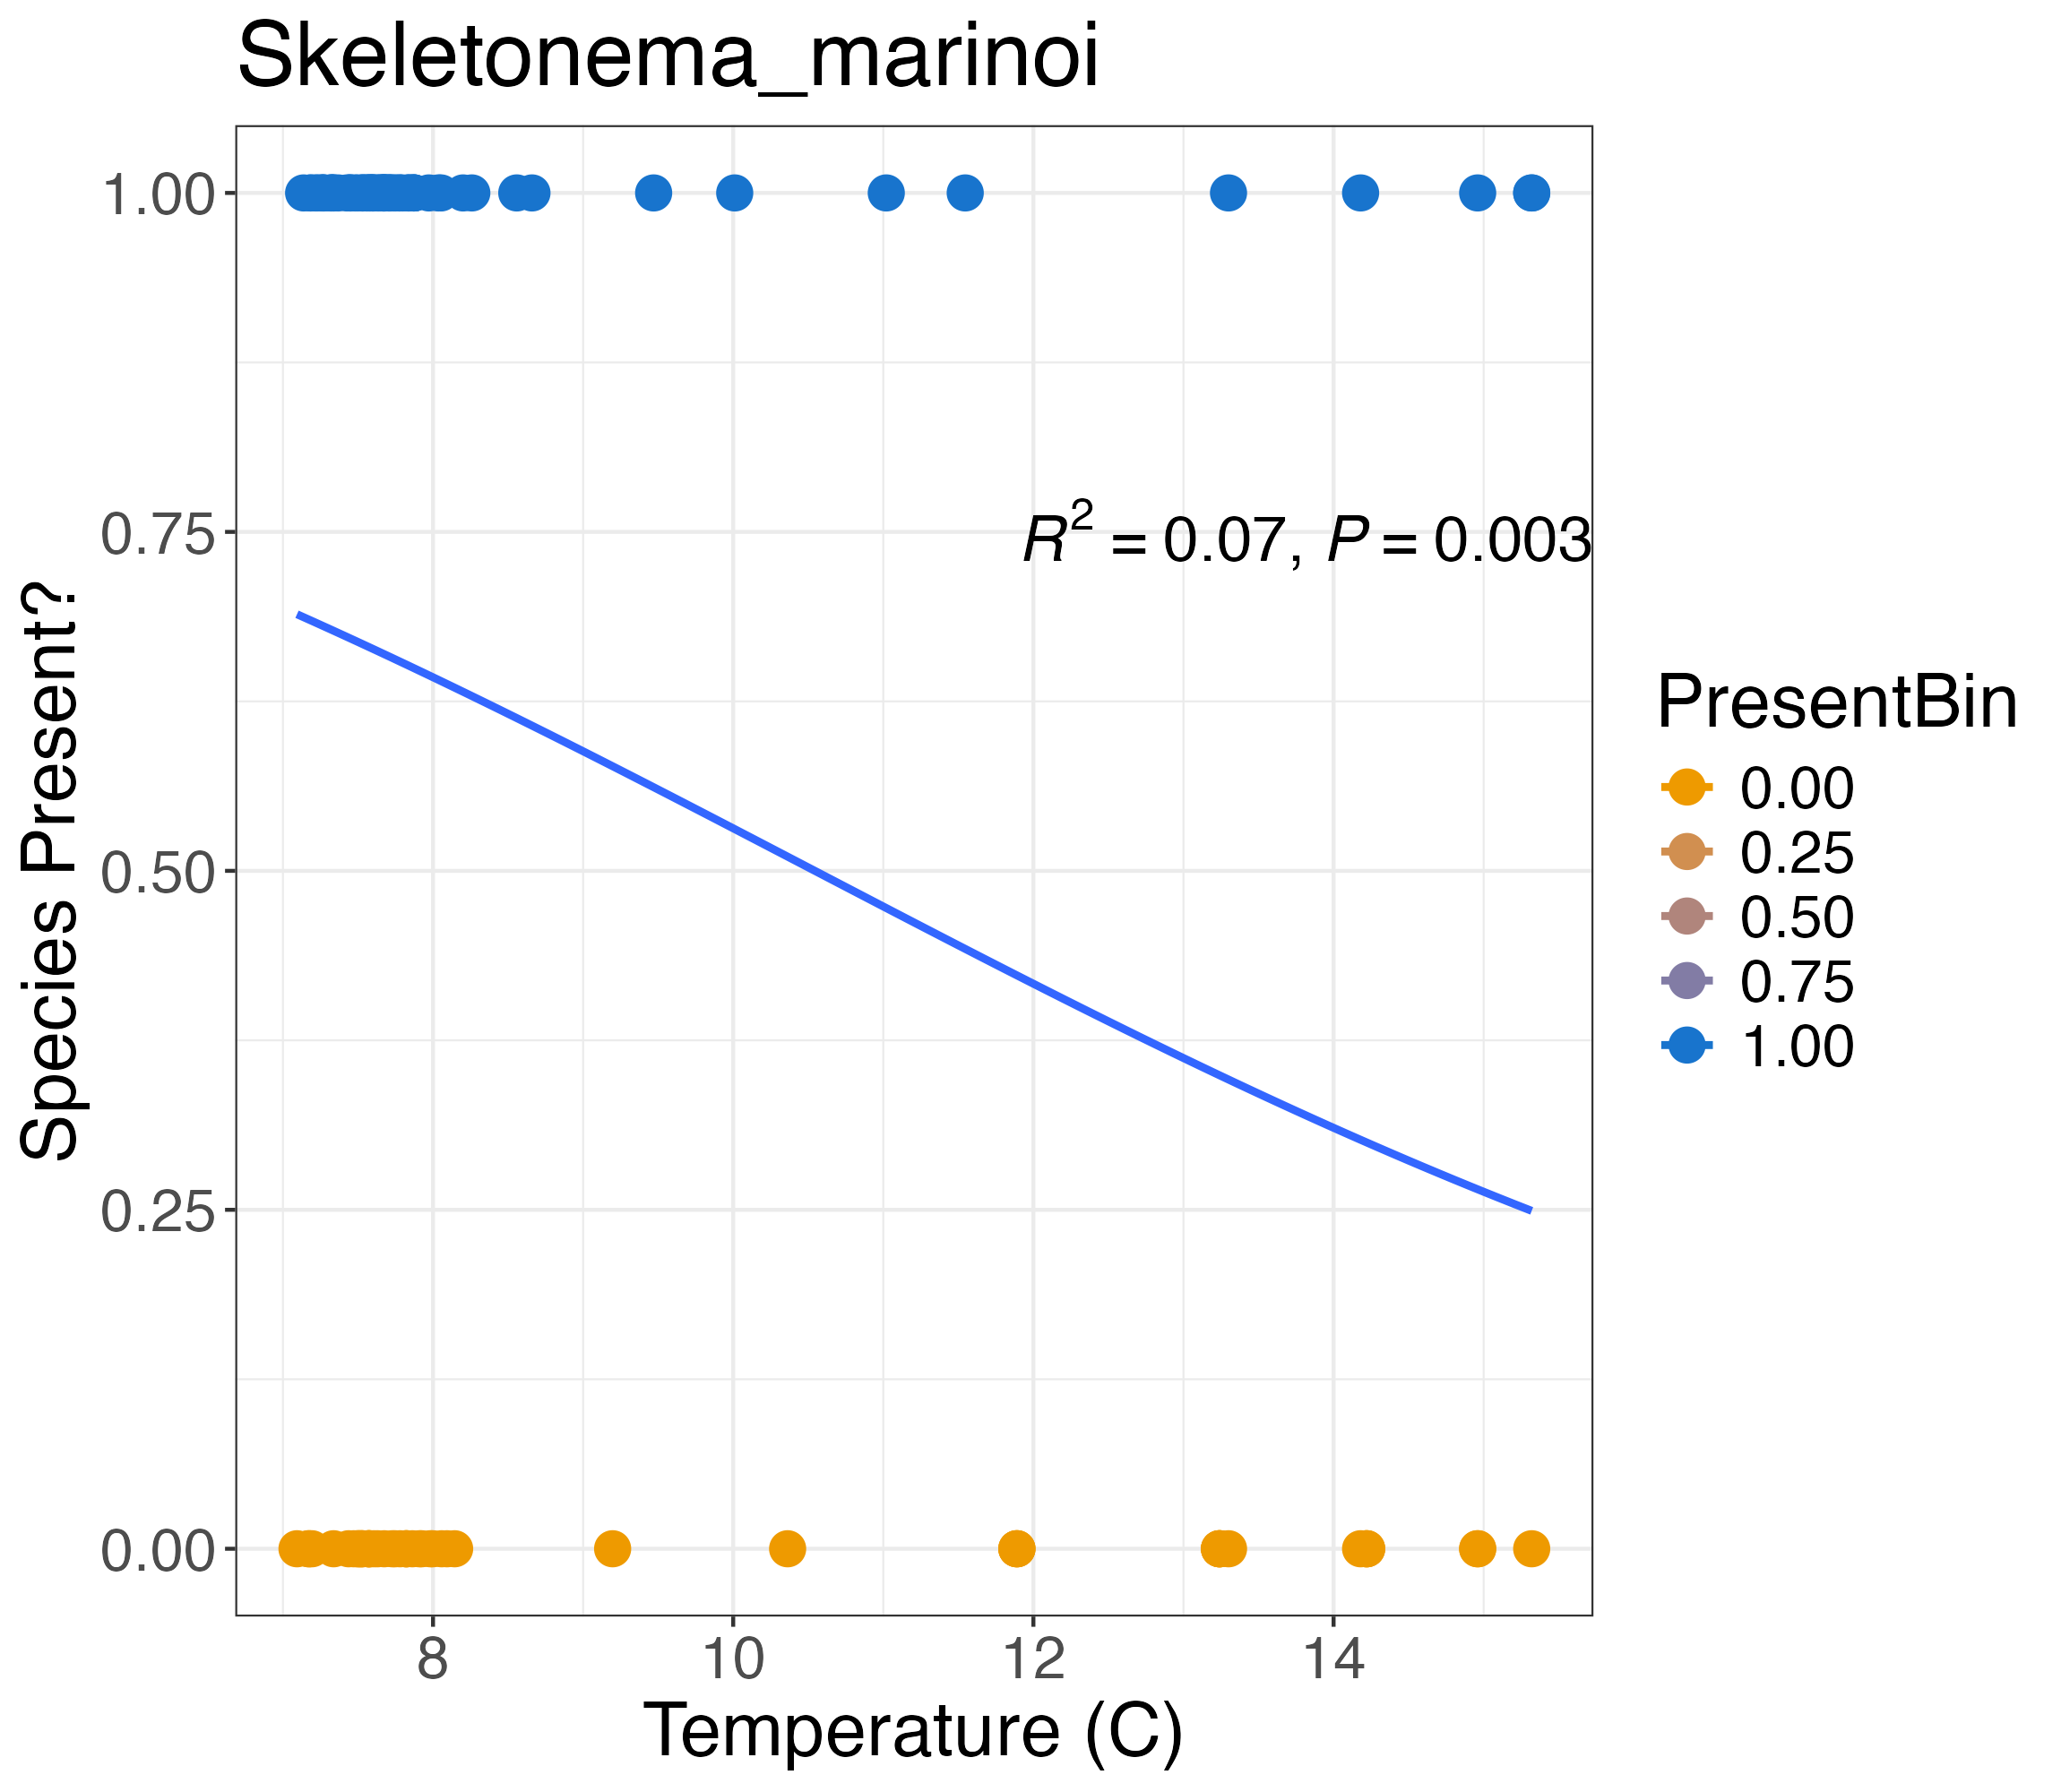 Skeletonema_marinoi
1.00
0.75
0.50
0.25
0.00
Species Present?
R² = 0.07, P = 0.003
8 10 12 14
Temperature (C)
PresentBin
0.00
0.25
0.50
0.75
1.00